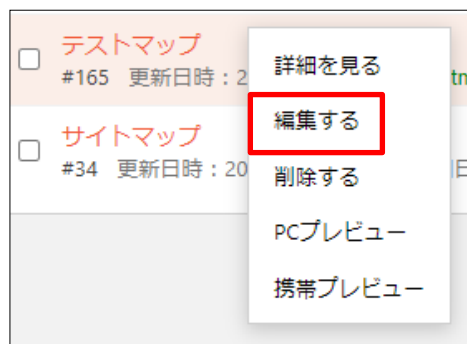 テストマップ
#165 更新日時：2
サイトマップ
#34 更新日時：20
詳細を見る
編集する
削除する
PCプレビュー
携帯プレビュー